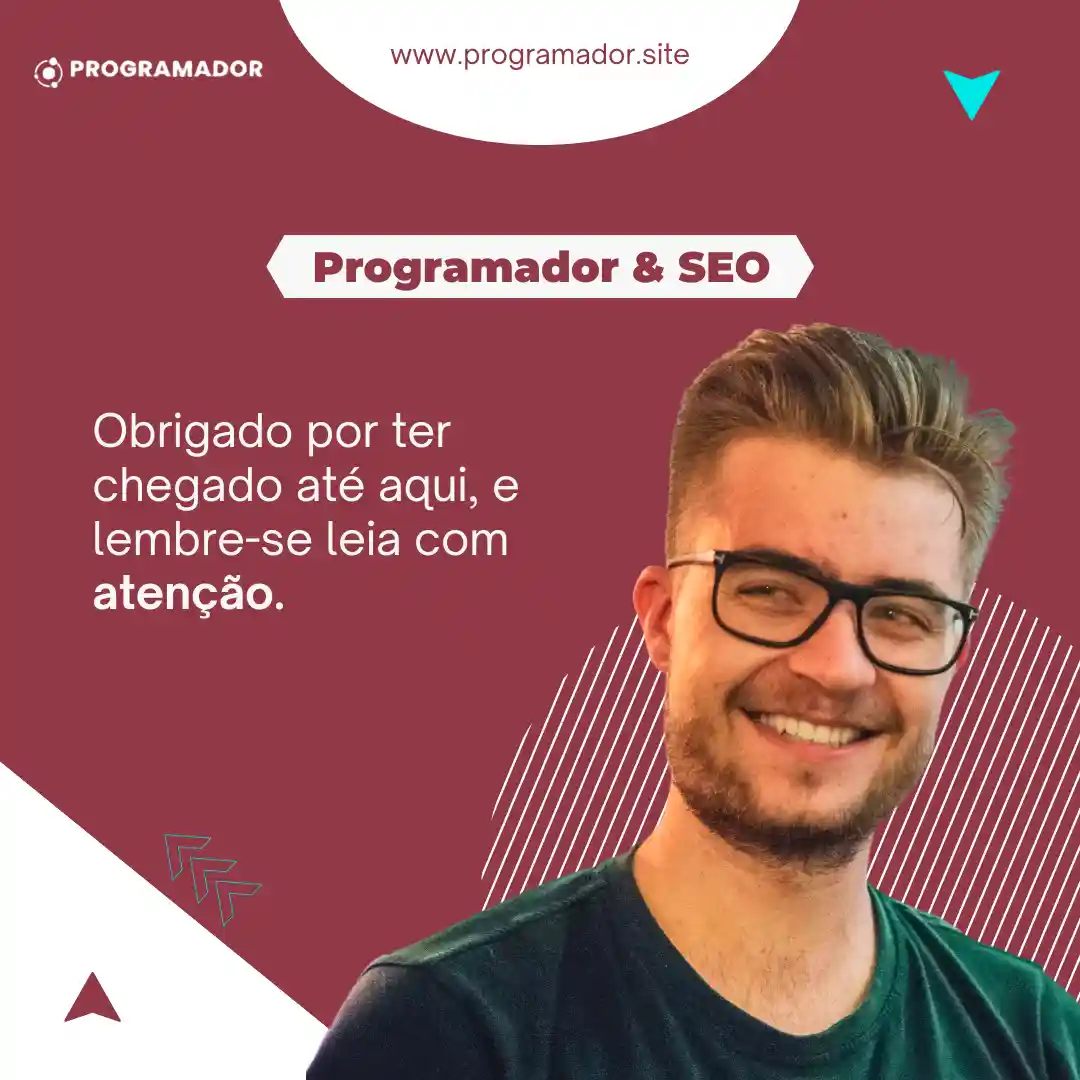 www.programador.site
PROGRAMADOR
Programador & SEO
Obrigado por ter
chegado até aqui, e
lembre-se leia com
atenção.